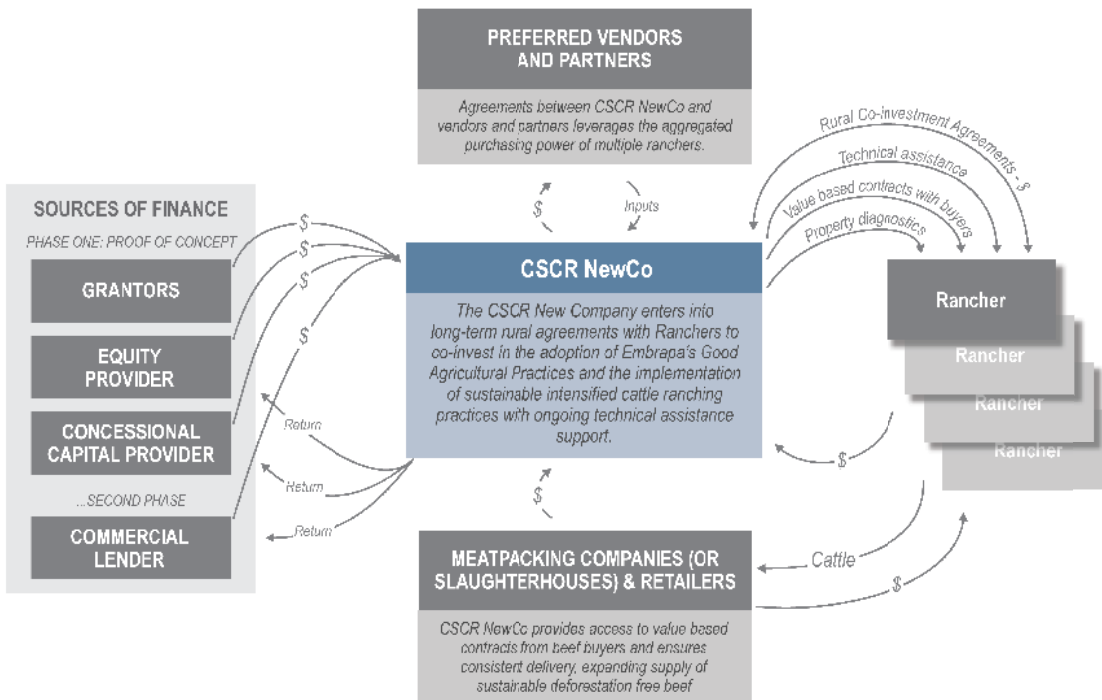 PREFERRED VENDORS
AND PARTNERS
Agreements between CSCR NewCo and
vendors and partners leverages the aggregated
purchasing power of multiple ranchers.
Rural Co-investment Agreements - $
Technical assistance
Value based contracts with buyers
Property diagnostics
$
Inputs
SOURCES OF FINANCE
PHASE ONE: PROOF OF CONCEPT
GRANTORS
EQUITY
PROVIDER
CONCESSIONAL
CAPITAL PROVIDER
...SECOND PHASE
COMMERCIAL
LENDER
$
$
$
$
Return
Return
Return
CSCR NewCo
The CSCR New Company enters into
long-term rural agreements with Ranchers to
co-invest in the adoption of Embrapa's Good
Agricultural Practices and the implementation
of sustainable intensified cattle ranching
practices with ongoing technical assistance
support.
Rancher
Rancher
Rancher
Rancher
$
$
Cattle
$
MEATPACKING COMPANIES (OR
SLAUGHTERHOUSES) & RETAILERS
CSCR NewCo provides access to value based
contracts from beef buyers and ensures
consistent delivery, expanding supply of
sustainable deforestation free beef